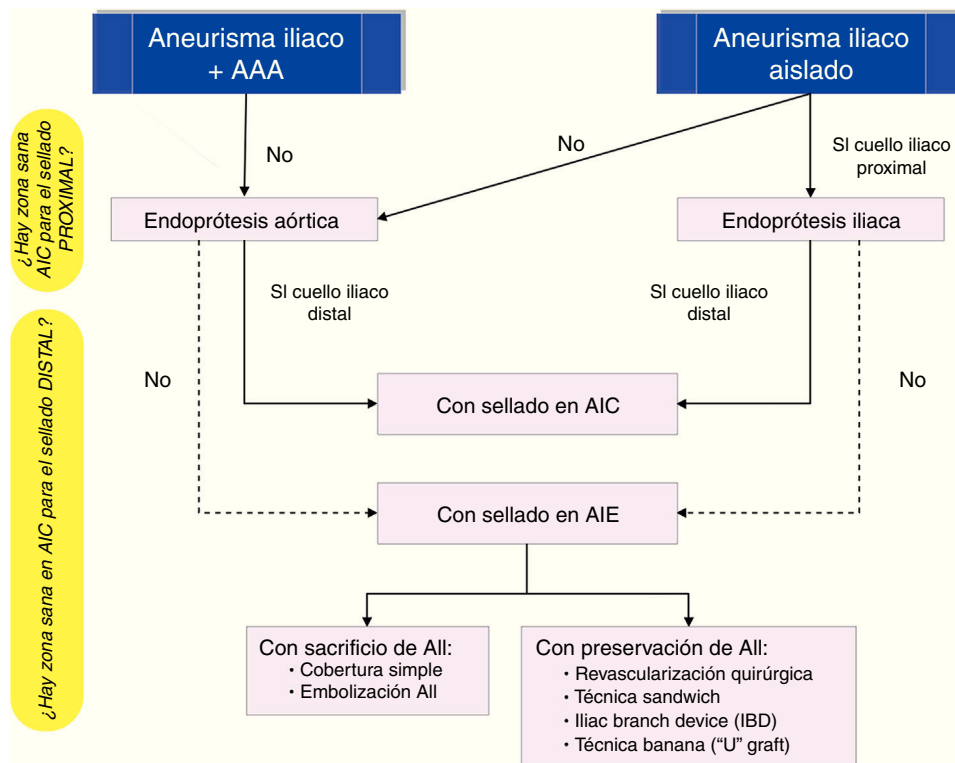 Aneurisma iliaco
+ AAA
Aneurisma iliaco
aislado
¿Hay zona sana
AIC para el sellado
PROXIMAL?
No
No
SI cuello iliaco
proximal
Endoprótesis aórtica
Endoprótesis iliaca
¿Hay zona sana en AIC para el sellado DISTAL?
SI cuello iliaco
distal
SI cuello iliaco
distal
No
No
Con sellado en AIC
Con sellado en AIE
Con sacrificio de AII:
· Cobertura simple
· Embolización AII
Con preservación de AII:
· Revascularización quirúrgica
· Técnica sandwich
· Iliac branch device (IBD)
· Técnica banana ("U" graft)